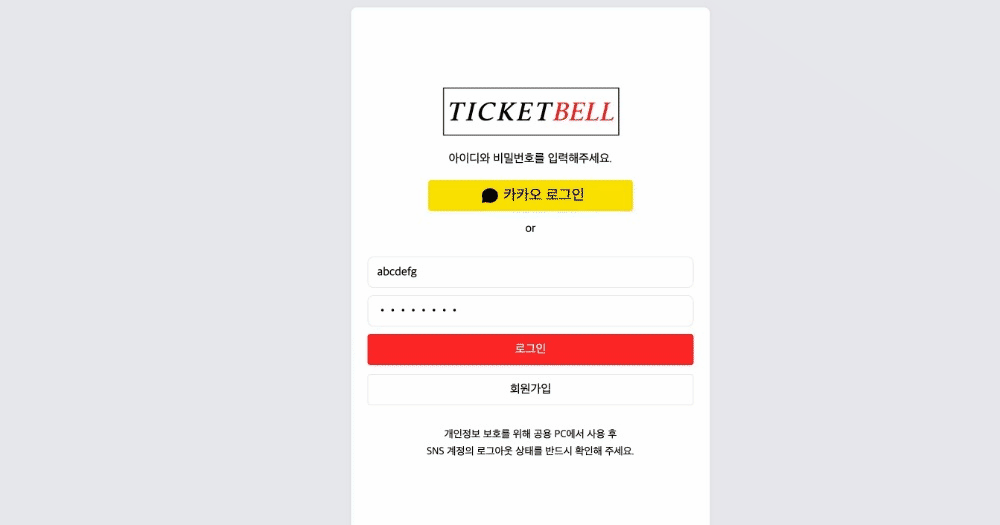 TICKETBELL
아이디와 비밀번호를 입력해주세요.
카카오 로그인
or
abcdefg
로그인
회원가입
개인정보 보호를 위해 공용 PC에서 사용 후
SNS 계정의 로그아웃 상태를 반드시 확인해 주세요.